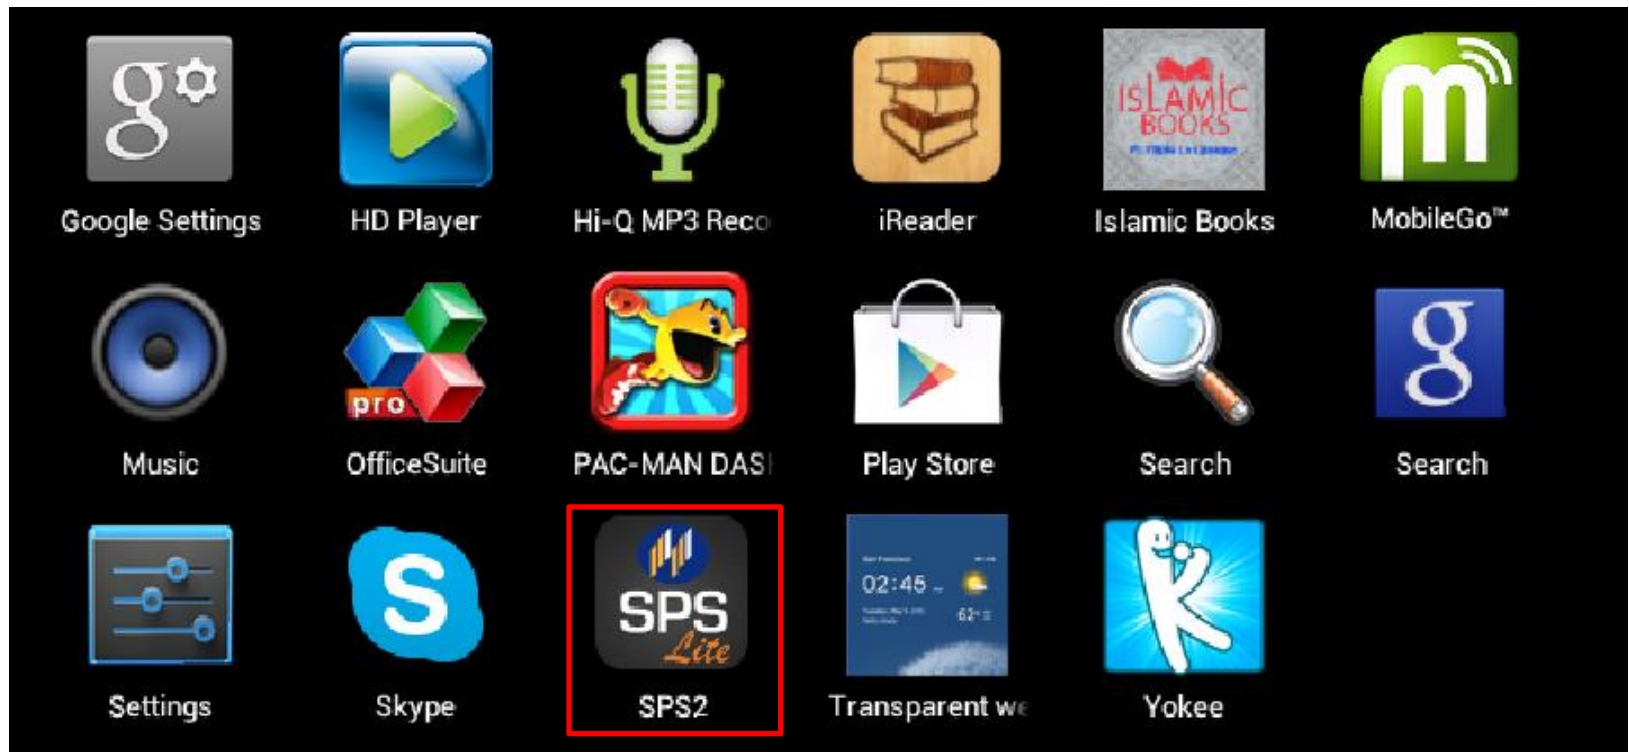 Google Settings
HD Player
Hi-Q MP3 Reco
iReader
ISLAMIC
BOOKS
Islamic Books
MobileGo™
pro
Music
OfficeSuite
PAC-MAN DAS
Play Store
Search
Search
SPS
Lite
02:45
62°
Settings
Skype
SPS2
Transparent we
Yokee